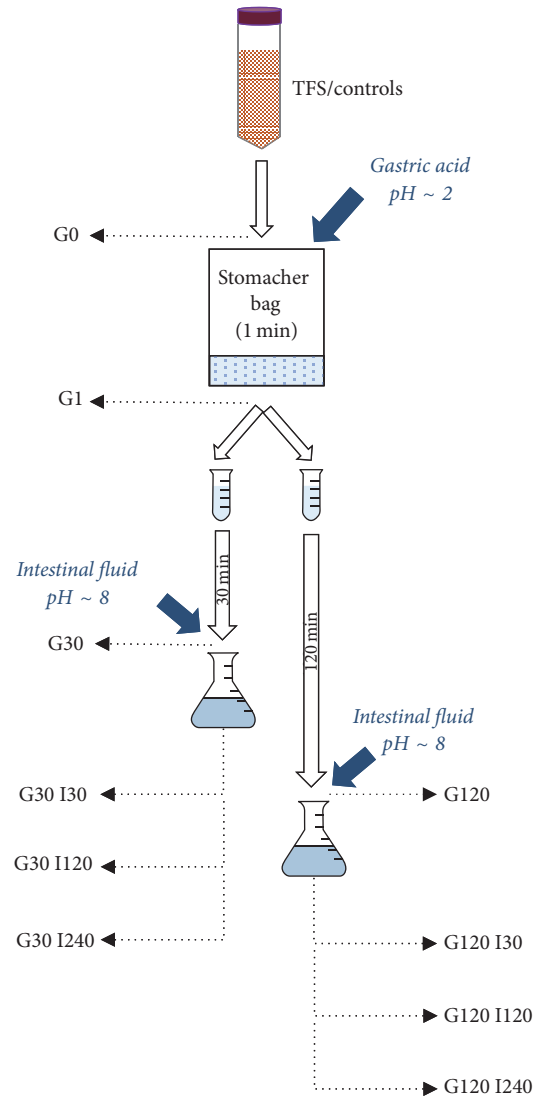 TFS/controls
Gastric acid
pH ~ 2
G0
Stomacher
bag
(1 min)
G1
Intestinal fluid
pH ~ 8
30 min
120 min
G30
Intestinal fluid
pH ~ 8
G30 I30
G120
G30 I120
G30 I240
G120 I30
G120 I120
G120 I240